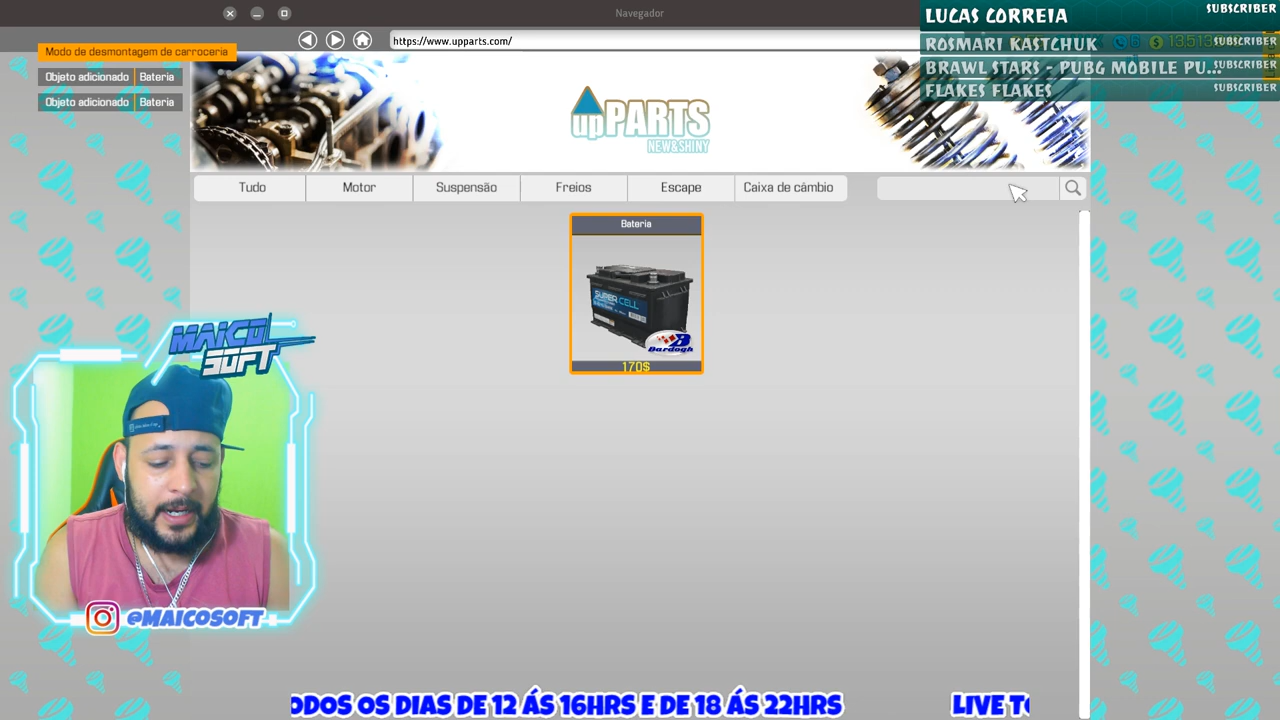 Navegador
https://www.upparts.com/
LUCAS CORREIA SUBSCRIBER
ROSMARI KASTCHUK SUBSCRIBER
BRAWL STARS - PUBG MOBILE PU... SUBSCRIBER
FLAKES FLAKES SUBSCRIBER
Modo de desmontagem de carroceria
Objeto adicionado Bateria
Objeto adicionado Bateria
upPARTS
NEW&SHINY
Tudo Motor Suspensão Freios Escape Caixa de câmbio
Bateria
SUPER CELL
Bardogh
170$
MAICO
SOFT
@MAICOSOFT
ODOS OS DIAS DE 12 ÁS 16HRS E DE 18 ÁS 22HRS LIVE TO